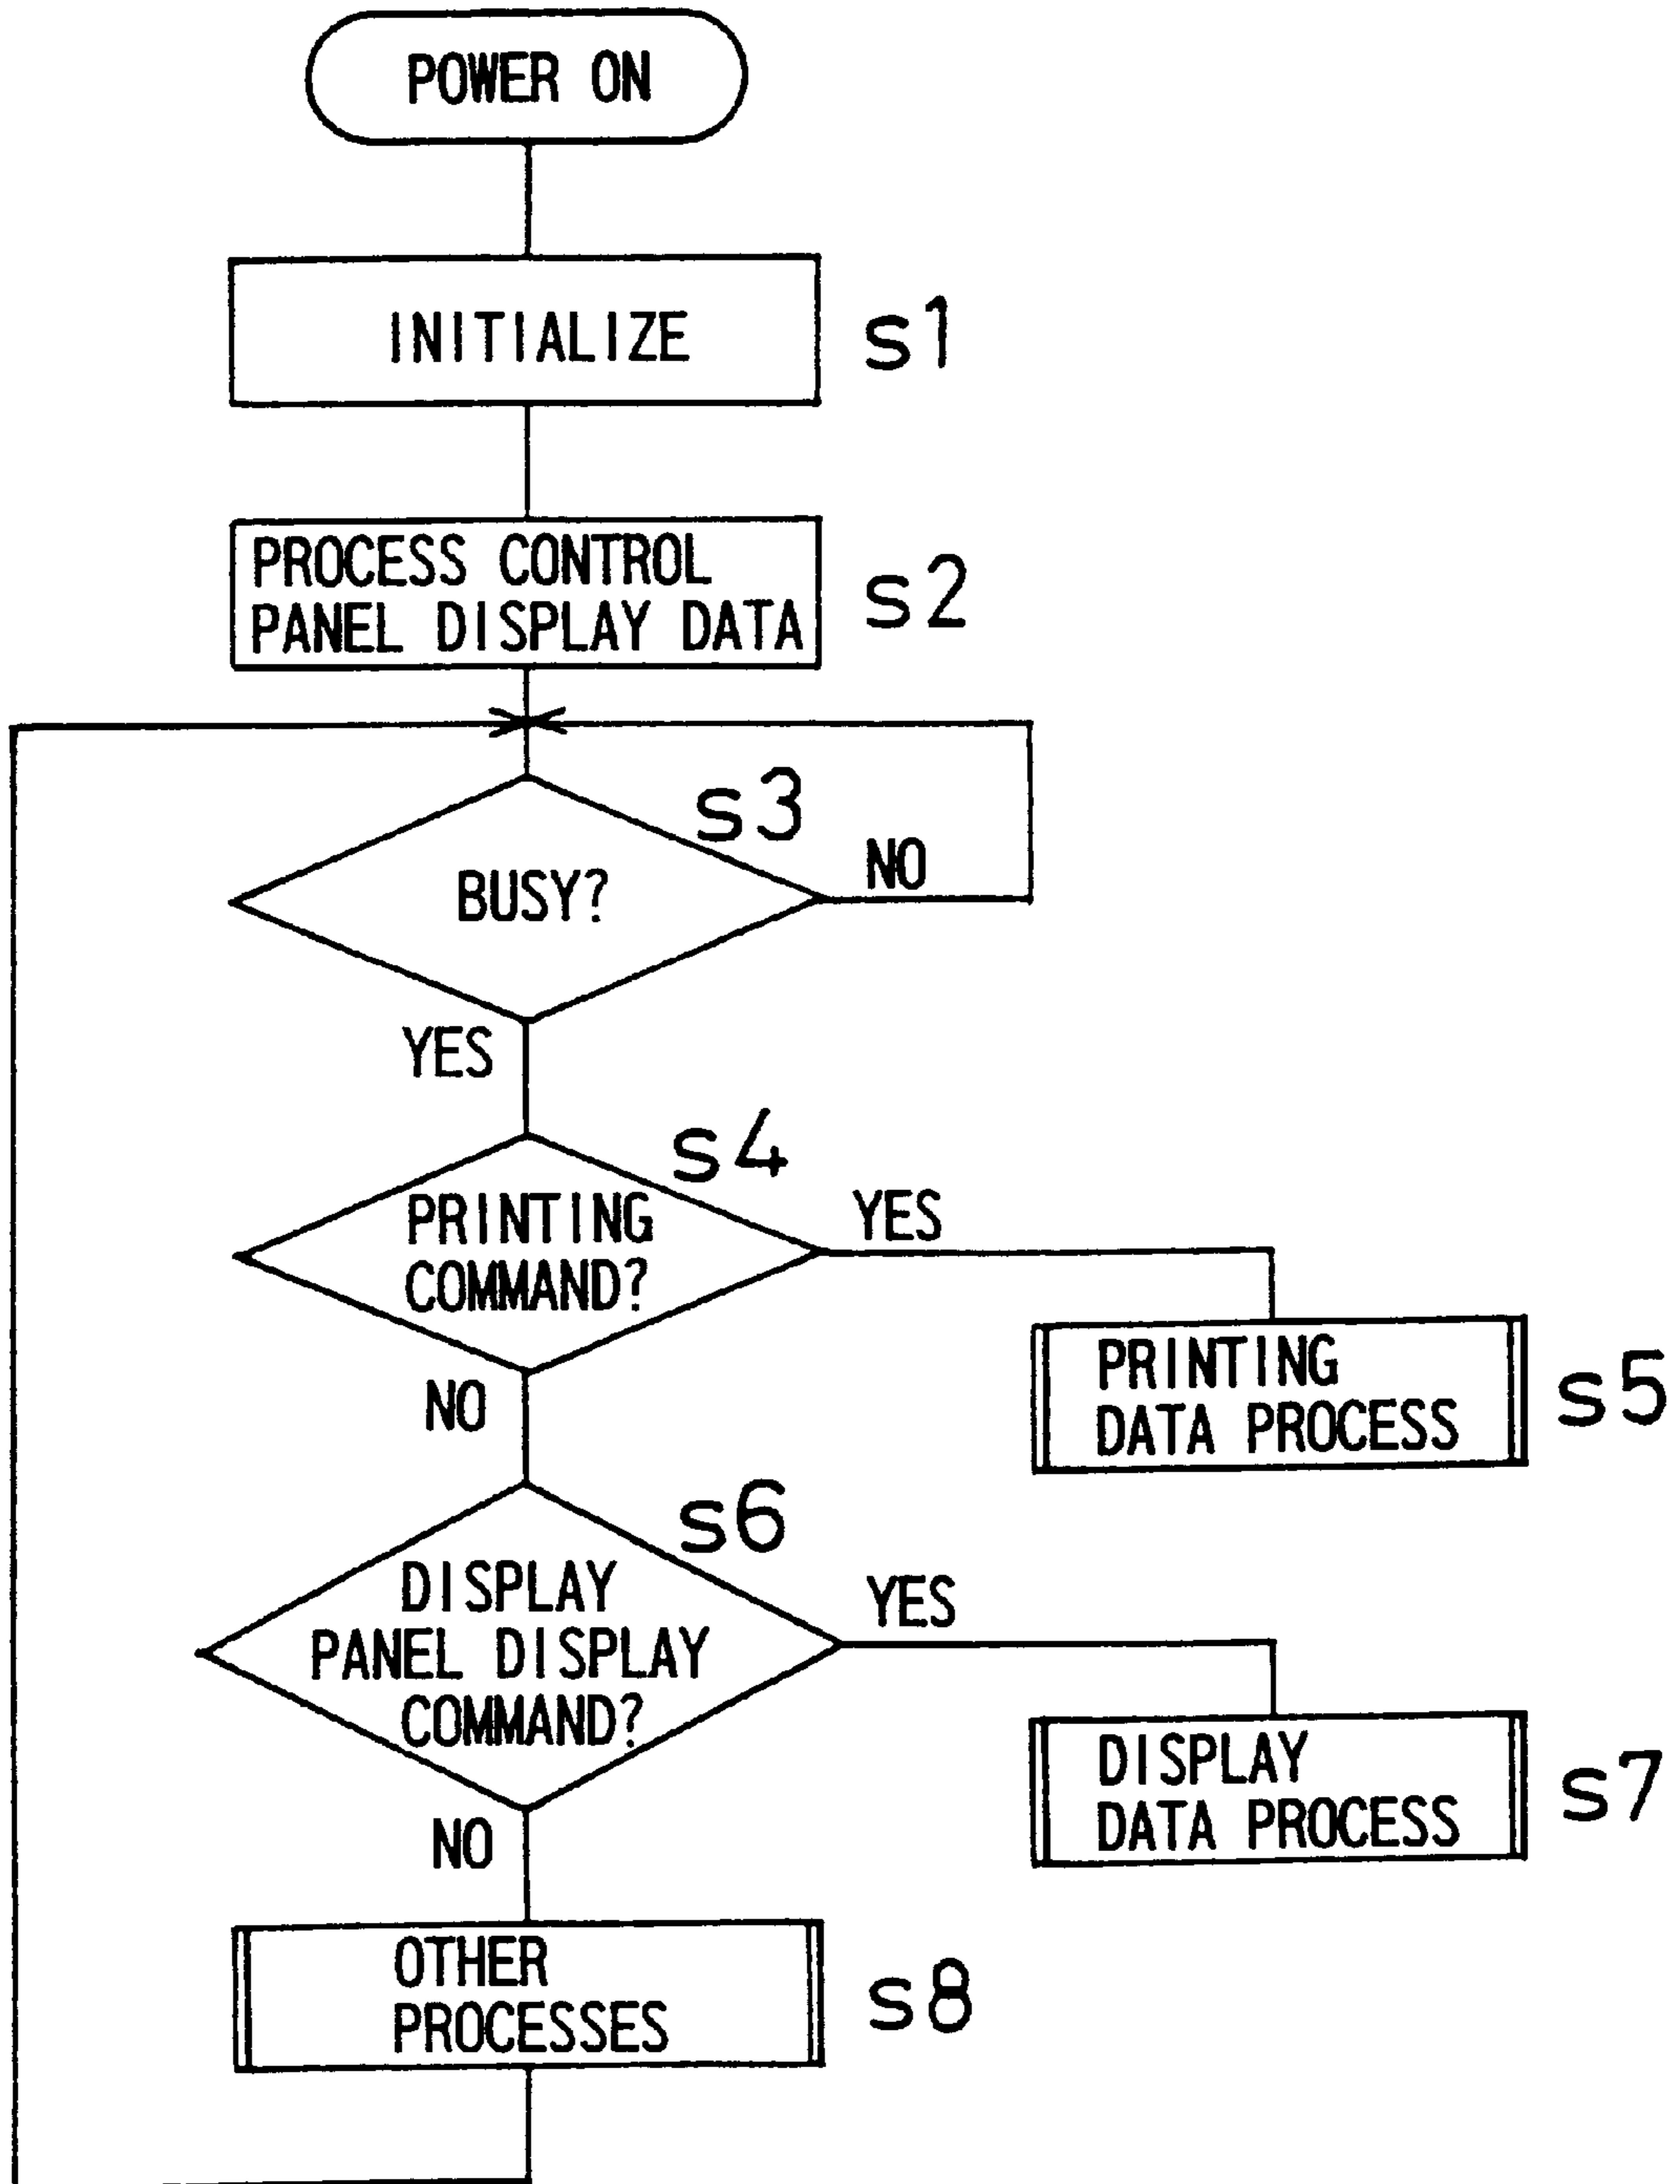 POWER ON
INITIALIZE
s1
PROCESS CONTROL
PANEL DISPLAY DATA
s2
s3
BUSY?
NO
YES
s4
PRINTING
COMMAND?
YES
NO
PRINTING
DATA PROCESS
s5
s6
DISPLAY
PANEL DISPLAY
COMMAND?
YES
NO
DISPLAY
DATA PROCESS
s7
OTHER
PROCESSES
s8